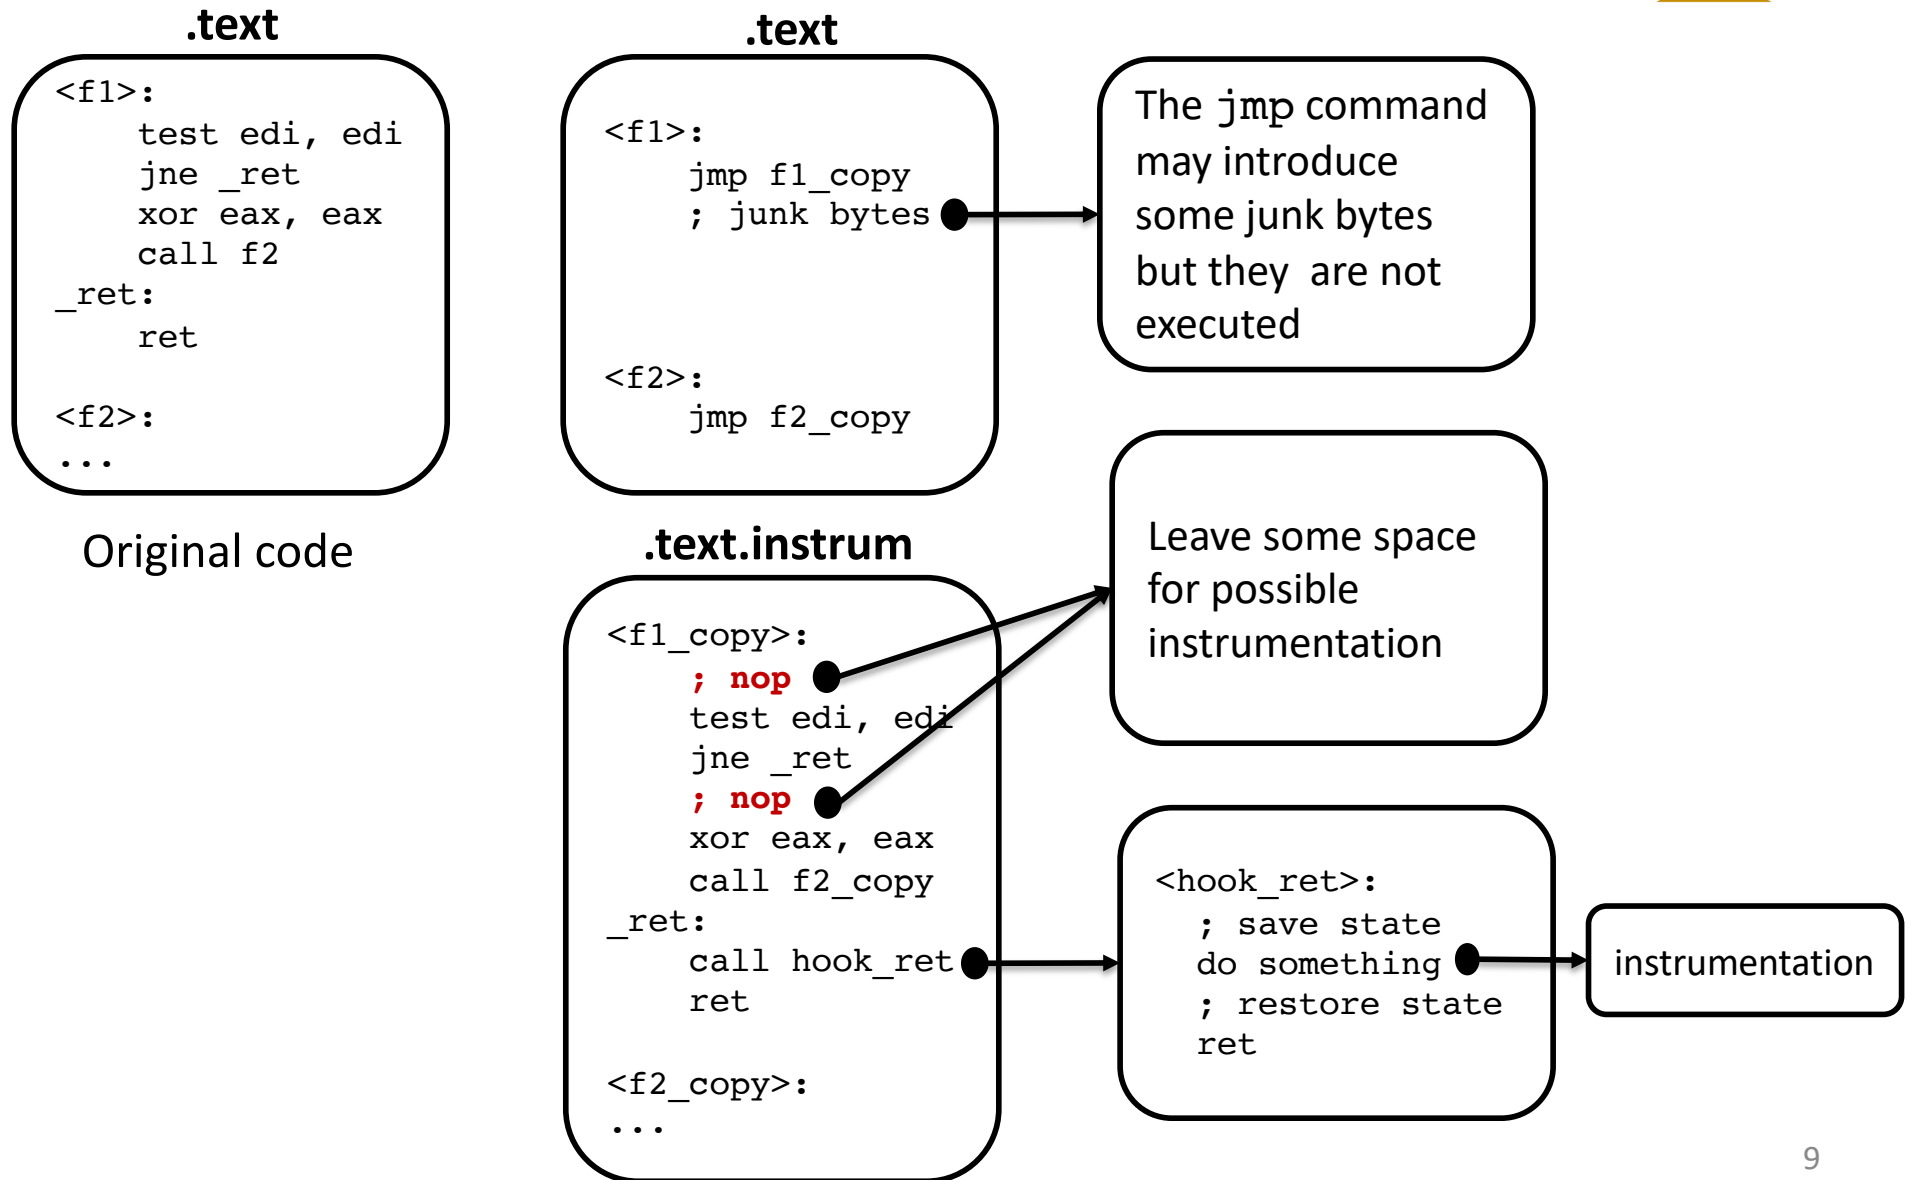 .text
<f1>:
test edi, edi
jne _ret
xor eax, eax
call f2
_ret:
ret
<f2>:
...
Original code
.text
<f1>:
jmp f1_copy
; junk bytes
<f2>:
jmp f2_copy
The jmp command
may introduce
some junk bytes
but they  are not
executed
.text.instrum
<f1_copy>:
; nop
test edi, edi
jne _ret
; nop
xor eax, eax
call f2_copy
_ret:
call hook_ret
ret
<f2_copy>:
...
Leave some space
for possible
instrumentation
<hook_ret>:
; save state
do something
; restore state
ret
instrumentation
9